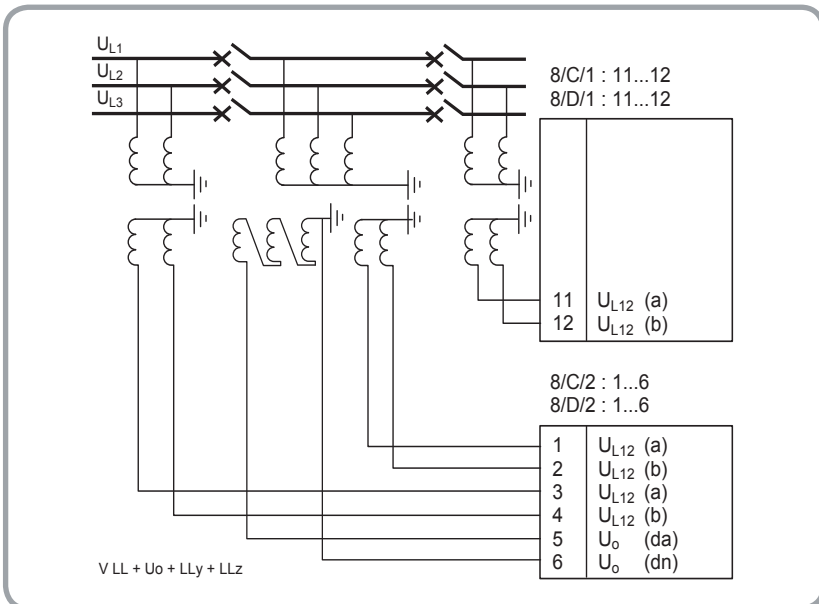 UL1
UL2
UL3
8/C/1 : 11...12
8/D/1 : 11...12
11 UL12 (a)
12 UL12 (b)
8/C/2 : 1...6
8/D/2 : 1...6
1 UL12 (a)
2 UL12 (b)
3 UL12 (a)
4 UL12 (b)
5 Uo (da)
6 Uo (dn)
V LL + Uo + LLy + LLz